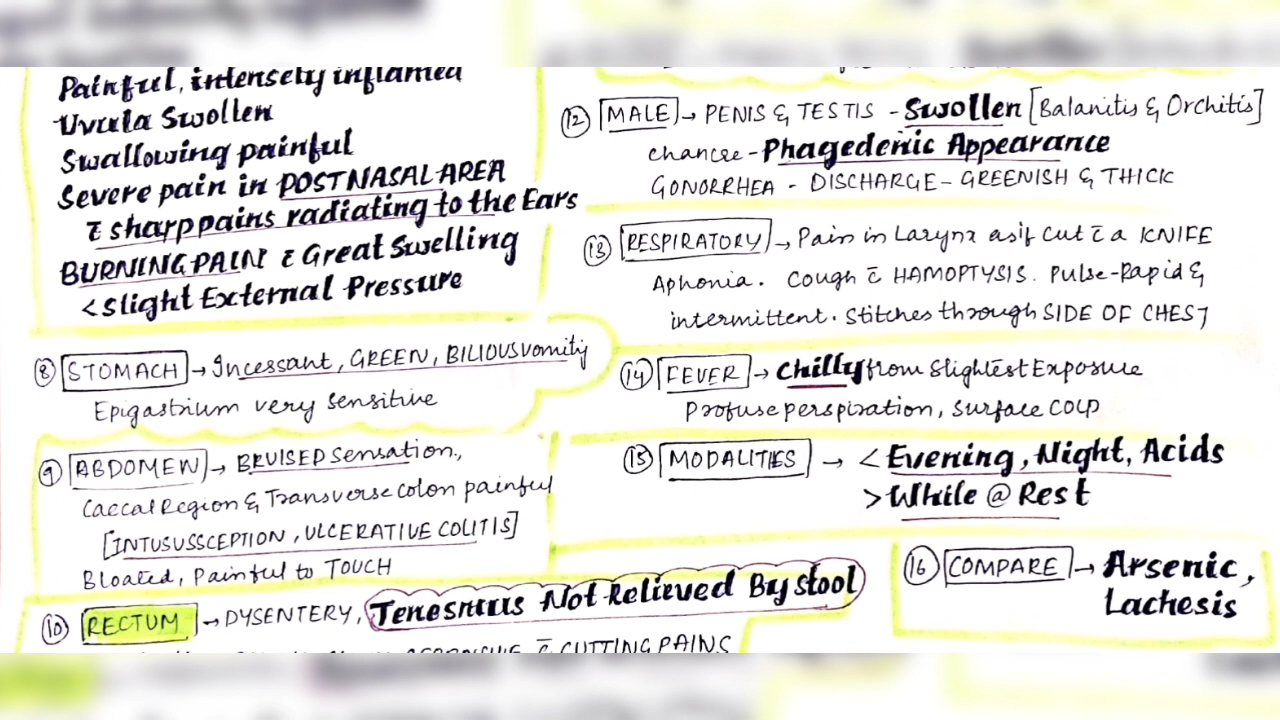 Painful, intensely inflamed
Uvula Swollen
Swallowing painful
Severe pain in POSTNASAL AREA
c̄ sharp pains radiating to the Ears
BURNING PAIN c̄ Great Swelling
< Slight External Pressure
⑧ STOMACH → Incessant, GREEN, BILIOUS vomity
Epigastrium very sensitive
⑨ ABDOMEN → BRUISED sensation.,
Caecal Region & Transverse colon painful
[INTUSUSSCEPTION, ULCERATIVE COLITIS]
Bloated, Painful to TOUCH
⑩ RECTUM → DYSENTERY, Tenesmus Not Relieved By stool
c̄ CUTTING PAINS
⑫ MALE → PENIS & TESTIS - Swollen [Balanitis & Orchitis]
chancre - Phagedenic Appearance
GONORRHEA - DISCHARGE - GREENISH & THICK
⑬ RESPIRATORY → Pain in Larynx as if cut c̄ a KNIFE
Aphonia. Cough c̄ HAMOPTYSIS. Pulse-Rapid &
intermittent. Stitches through SIDE OF CHEST
⑭ FEVER → Chilly from Slightest Exposure
Profuse perspiration, Surface COLD
⑮ MODALITIES → < Evening, Night, Acids
> While @ Rest
⑯ COMPARE → Arsenic,
Lachesis